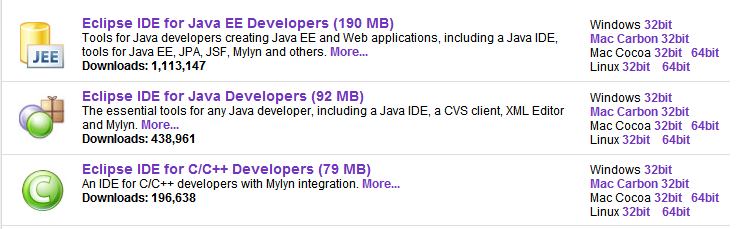 JEE
Eclipse IDE for Java EE Developers (190 MB)
Tools for Java developers creating Java EE and Web applications, including a Java IDE,
tools for Java EE, JPA, JSF, Mylyn and others. More...
Downloads: 1,113,147
Windows 32bit
Mac Carbon 32bit
Mac Cocoa 32bit 64bit
Linux 32bit 64bit
Eclipse IDE for Java Developers (92 MB)
The essential tools for any Java developer, including a Java IDE, a CVS client, XML Editor
and Mylyn. More...
Downloads: 438,961
Windows 32bit
Mac Carbon 32bit
Mac Cocoa 32bit 64bit
Linux 32bit 64bit
C
Eclipse IDE for C/C++ Developers (79 MB)
An IDE for C/C++ developers with Mylyn integration. More...
Downloads: 196,638
Windows 32bit
Mac Carbon 32bit
Mac Cocoa 32bit 64bit
Linux 32bit 64bit